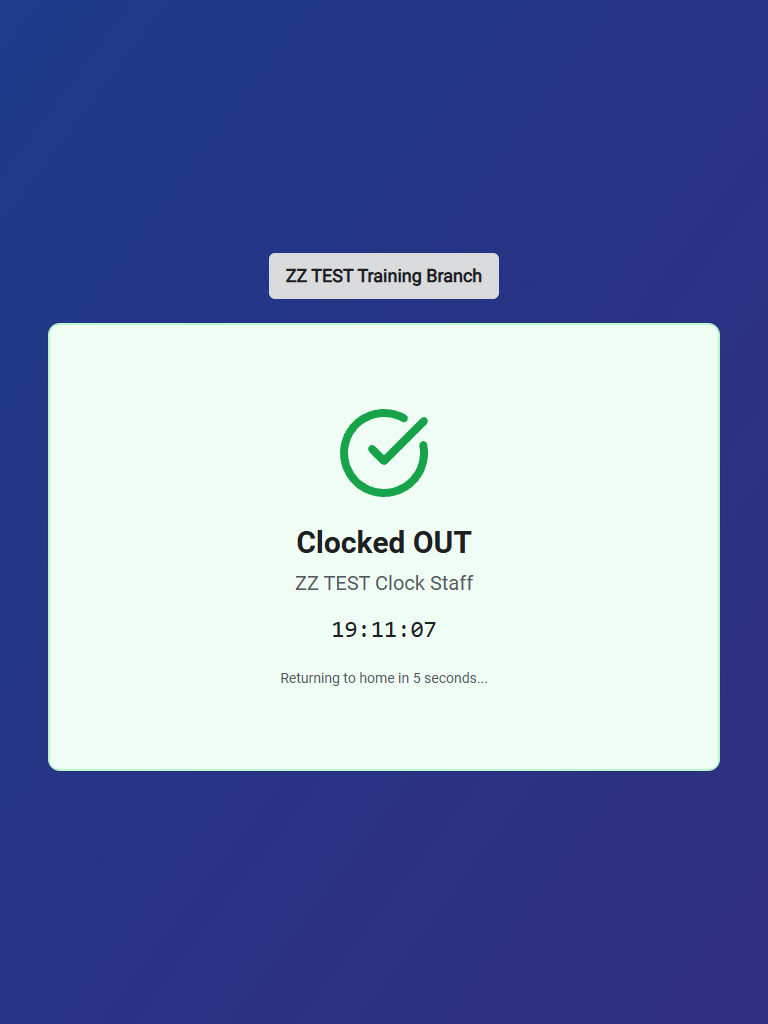 ZZ TEST Training Branch
Clocked OUT
ZZ TEST Clock Staff
19:11:07
Returning to home in 5 seconds...